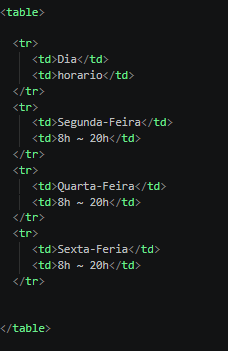 <table>
<tr>
<td>Dia</td>
<td>horario</td>
</tr>
<tr>
<td>Segunda-Feira</td>
<td>8h ~ 20h</td>
</tr>
<tr>
<td>Quarta-Feira</td>
<td>8h ~ 20h</td>
</tr>
<tr>
<td>Sexta-Feria</td>
<td>8h ~ 20h</td>
</tr>
</table>